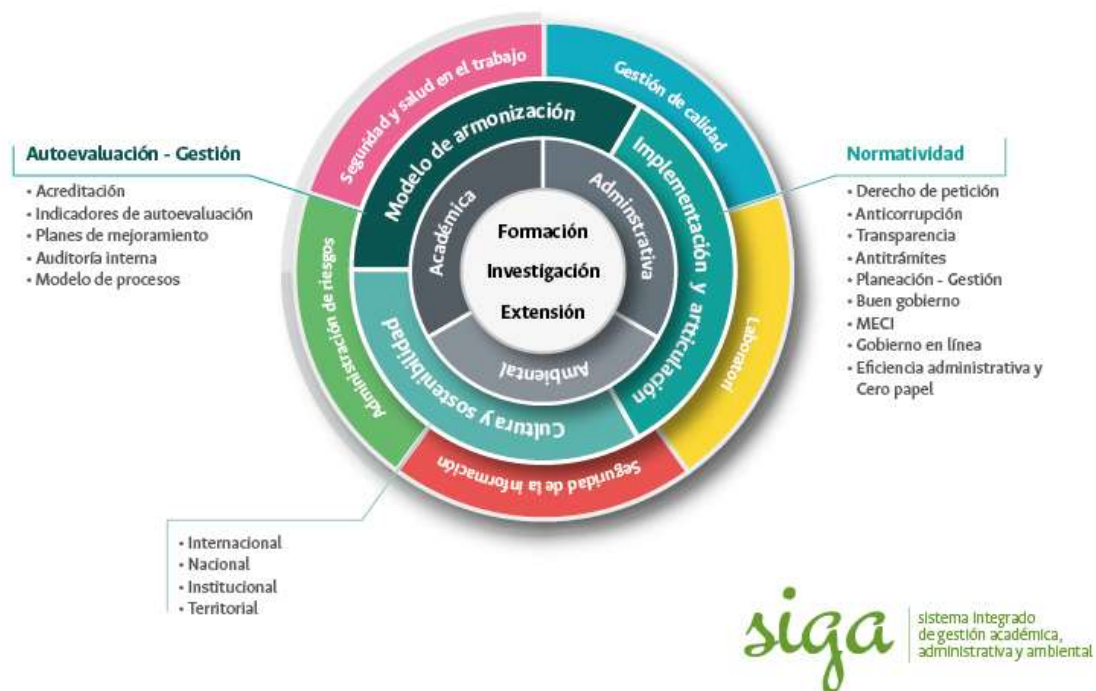 Seguridad y salud en el trabajo
Gestión de calidad
Modelo de armonización
Implementación y articulación
Autoevaluación - Gestión
• Acreditación
• Indicadores de autoevaluación
• Planes de mejoramiento
• Auditoría interna
• Modelo de procesos
Normatividad
• Derecho de petición
• Anticorrupción
• Transparencia
• Antitrámites
• Planeación - Gestión
• Buen gobierno
• MECI
• Gobierno en línea
• Eficiencia administrativa y
Cero papel
Académica
Adminstrativa
Formación
Investigación
Extensión
Ambiental
Administración de riesgos
Laboratori
Cultura y sostenibilidad
Seguridad de la información
• Internacional
• Nacional
• Institucional
• Territorial
siga
sistema integrado
de gestión académica,
administrativa y ambiental